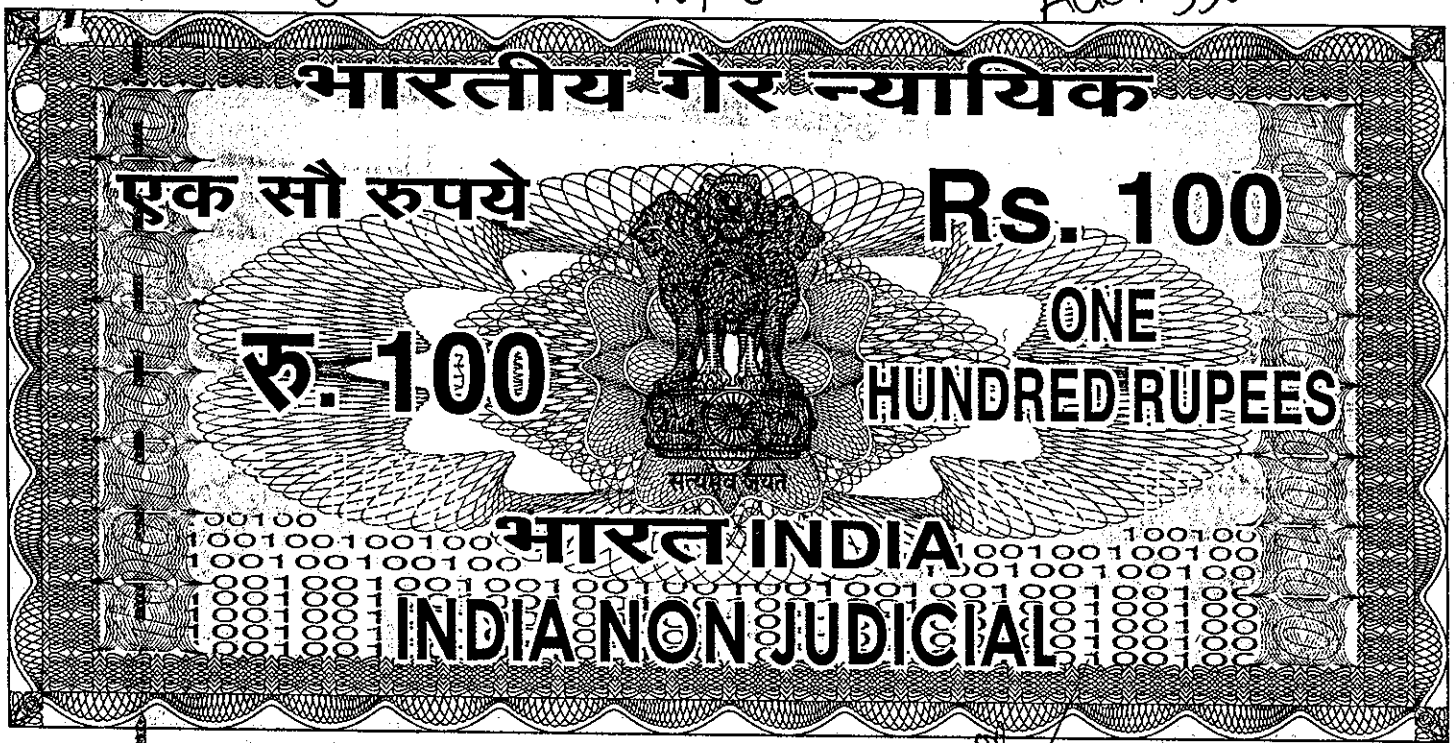 भारतीय गैर न्यायिक
एक सौ रुपये
Rs. 100
रु. 100
ONE
HUNDRED RUPEES
सत्यमेव जयते
भारत INDIA
INDIA NON JUDICIAL